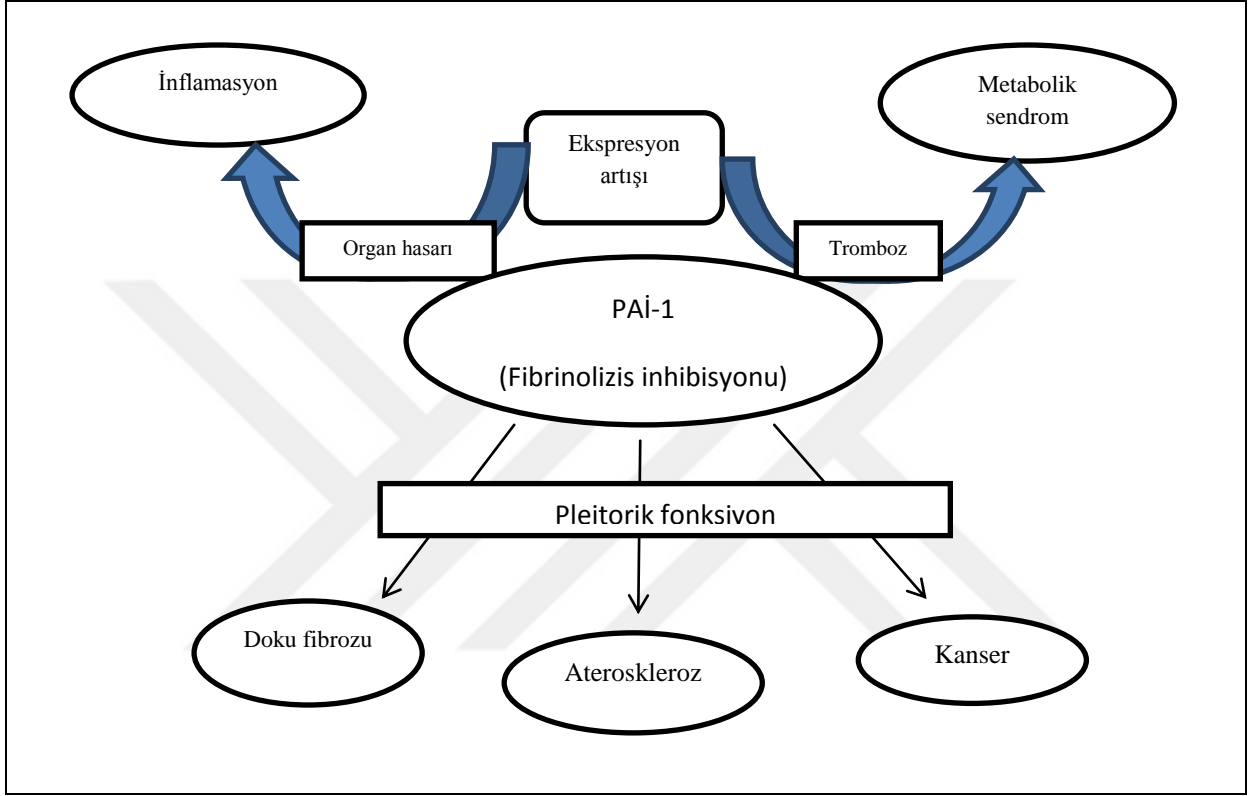 İnflamasyon
Metabolik
sendrom
Ekspresyon
artışı
Organ hasarı
Tromboz
PAİ-1
(Fibrinolizis inhibisyonu)
Pleitorik fonksivon
Doku fibrozu
Ateroskleroz
Kanser